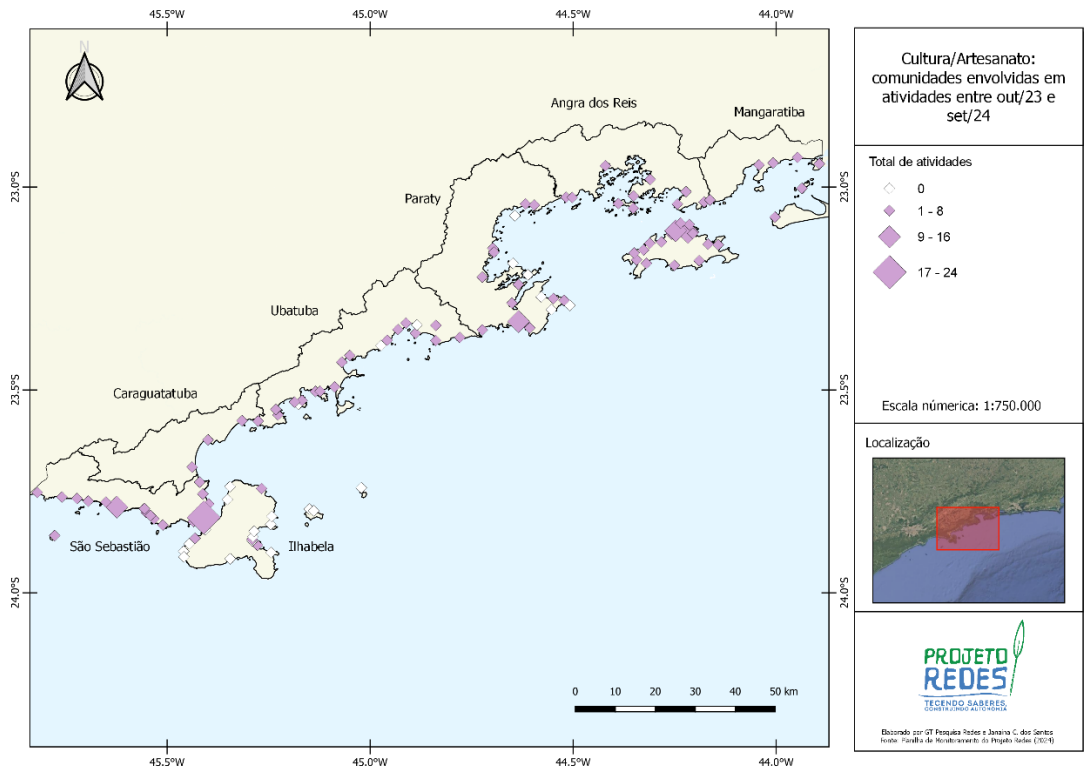 45.5°W 45.0°W 44.5°W 44.0°W
N
Angra dos Reis
Mangaratiba
Paraty
Ubatuba
Caraguatatuba
São Sebastião
Ilhabela
23.0°S
23.5°S
24.0°S
23.0°S
23.5°S
24.0°S
0 10 20 30 40 50 km
45.5°W 45.0°W 44.5°W 44.0°W
Cultura/Artesanato:
comunidades envolvidas em
atividades entre out/23 e
set/24
Total de atividades
0
1 - 8
9 - 16
17 - 24
Escala númerica: 1:750.000
Localização
PROJETO
REDES
TECENDO SABERES,
CONSTRUINDO AUTONOMIA
Elaborado por GT Pesquisa Redes e Janaina C. dos Santos
Fonte: Planilha de Monitoramento do Projeto Redes (2024)